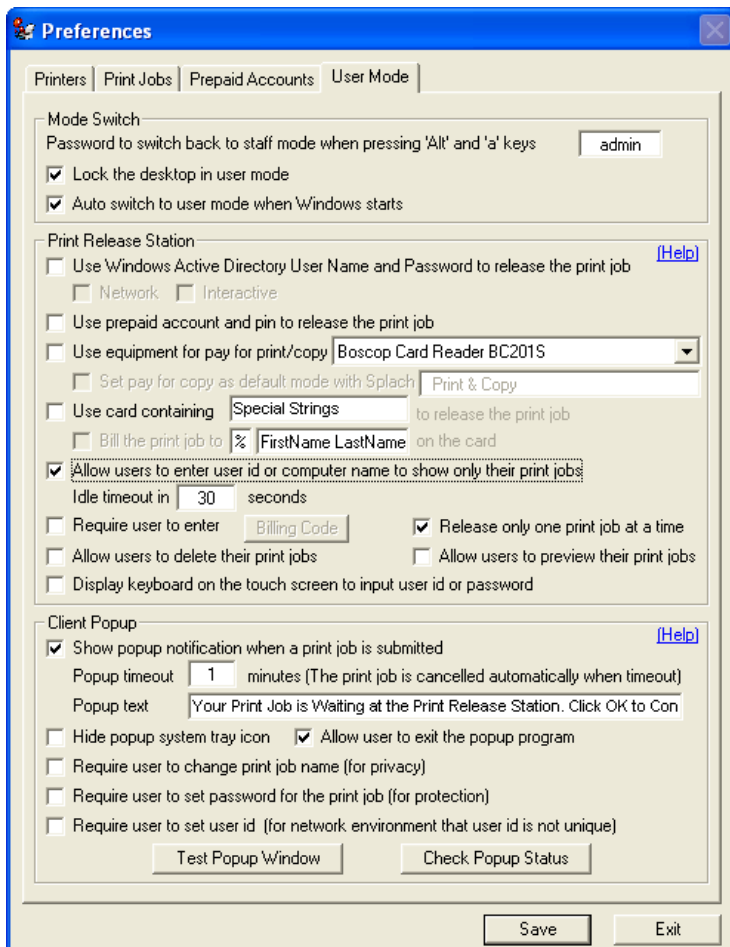 Preferences
Printers Print Jobs Prepaid Accounts User Mode
Mode Switch
Password to switch back to staff mode when pressing 'Alt' and 'a' keys admin
Lock the desktop in user mode
Auto switch to user mode when Windows starts
Print Release Station
(Help)
Use Windows Active Directory User Name and Password to release the print job
Network Interactive
Use prepaid account and pin to release the print job
Use equipment for pay for print/copy Boscop Card Reader BC201S
Set pay for copy as default mode with Splach Print & Copy
Use card containing Special Strings to release the print job
Bill the print job to % FirstName LastName on the card
Allow users to enter user id or computer name to show only their print jobs
Idle timeout in 30 seconds
Require user to enter Billing Code Release only one print job at a time
Allow users to delete their print jobs Allow users to preview their print jobs
Display keyboard on the touch screen to input user id or password
Client Popup
(Help)
Show popup notification when a print job is submitted
Popup timeout 1 minutes (The print job is cancelled automatically when timeout)
Popup text Your Print Job is Waiting at the Print Release Station. Click OK to Con
Hide popup system tray icon Allow user to exit the popup program
Require user to change print job name (for privacy)
Require user to set password for the print job (for protection)
Require user to set user id (for network environment that user id is not unique)
Test Popup Window Check Popup Status
Save Exit